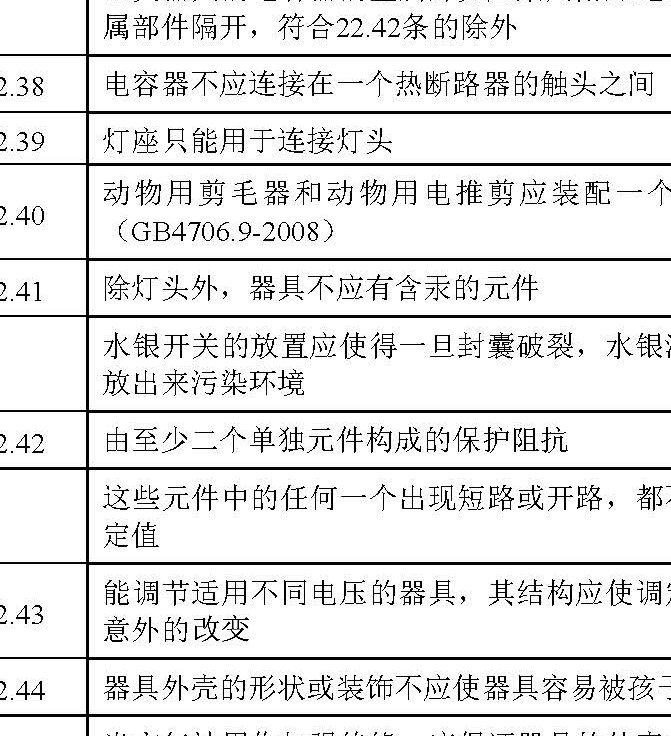 属部件隔开，符合22.42条的除外
2.38 电容器不应连接在一个热断路器的触头之间
2.39 灯座只能用于连接灯头
动物用剪毛器和动物用电推剪应装配一个
2.40
（GB4706.9-2008）
2.41 除灯头外，器具不应有含汞的元件
水银开关的放置应使得一旦封囊破裂，水银
放出来污染环境
2.42 由至少二个单独元件构成的保护阻抗
这些元件中的任何一个出现短路或开路，都不
定值
能调节适用不同电压的器具，其结构应使调定
2.43
意外的改变
2.44 器具外壳的形状或装饰不应使器具容易被孩子